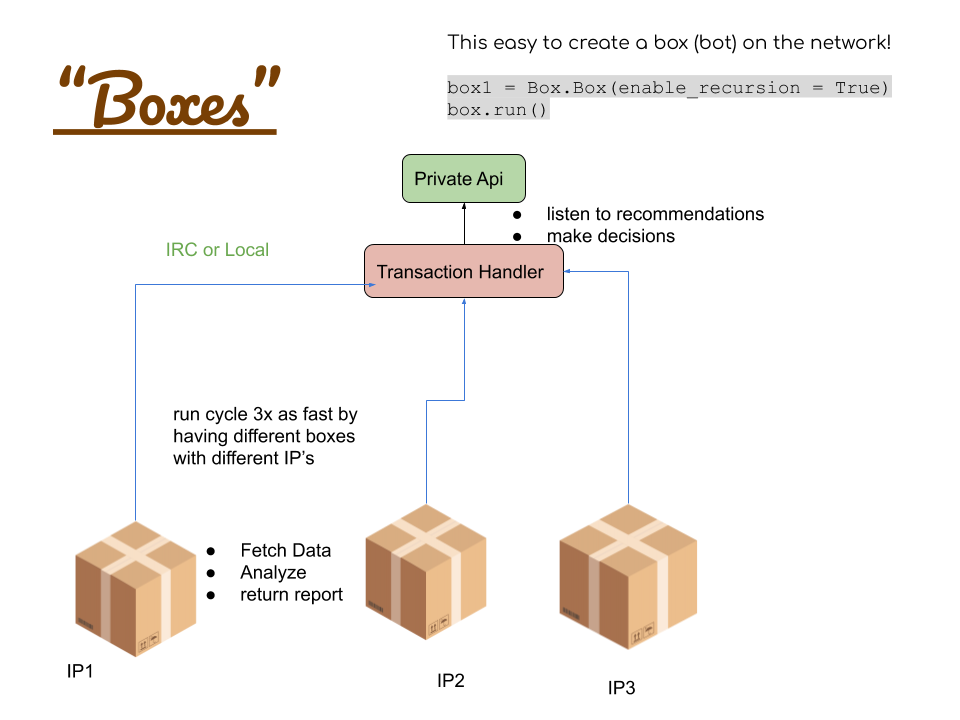 This easy to create a box (bot) on the network!
“Boxes”
box1 = Box.Box(enable_recursion = True)
box.run()
Private Api
● listen to recommendations
● make decisions
IRC or Local
Transaction Handler
run cycle 3x as fast by
having different boxes
with different IP’s
● Fetch Data
● Analyze
● return report
IP1
IP2
IP3